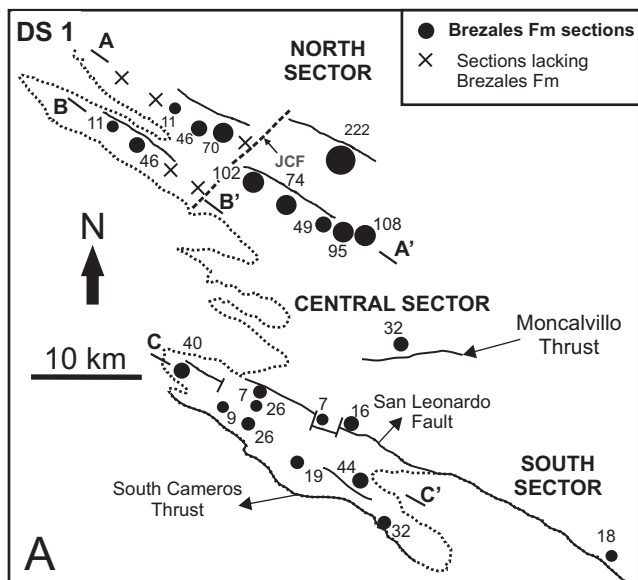 DS 1
A
NORTH
SECTOR
Brezales Fm sections
Sections lacking
Brezales Fm
B
11
46
11
46
70
JCF
222
102
74
B'
49
95
108
A'
N
10 km
CENTRAL SECTOR
32
Moncalvillo
Thrust
C
40
7
26
9
26
7
16
San Leonardo
Fault
19
44
C'
South Cameros
Thrust
32
SOUTH
SECTOR
18
A